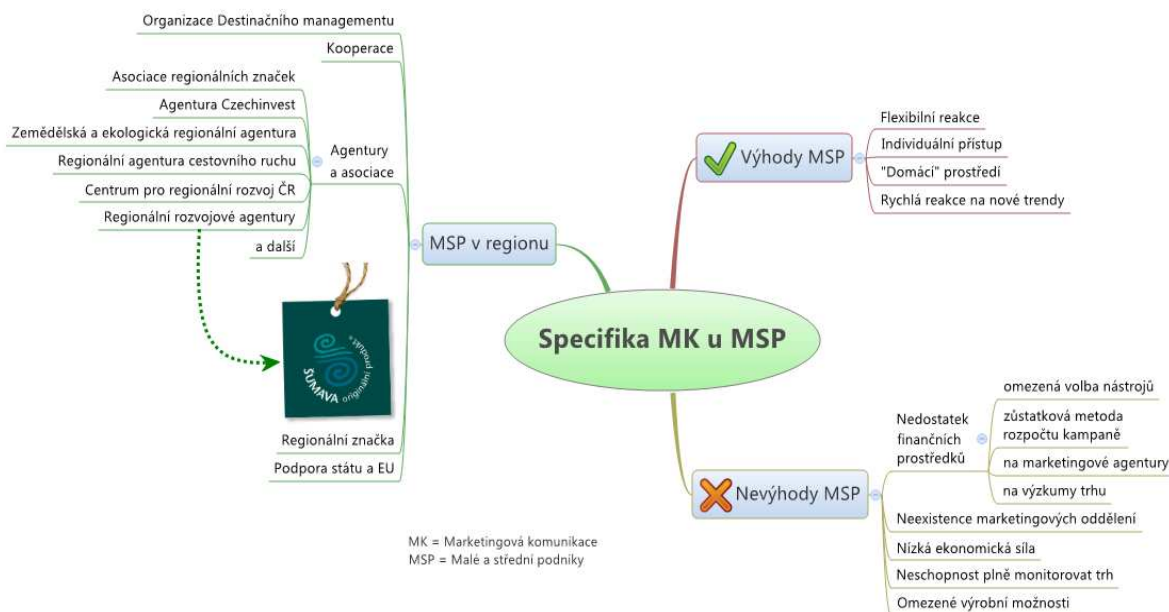 Organizace Destinačního managementu
Kooperace
Asociace regionálních značek
Agentura Czechinvest
Zemědělská a ekologická regionální agentura
Regionální agentura cestovního ruchu
Centrum pro regionální rozvoj ČR
Regionální rozvojové agentury
a další
Agentury
a asociace
MSP v regionu
ŠUMAVA originální produkt®
Regionální značka
Podpora státu a EU
Specifika MK u MSP
Výhody MSP
Flexibilní reakce
Individuální přístup
"Domácí" prostředí
Rychlá reakce na nové trendy
Nevýhody MSP
Nedostatek
finančních
prostředků
omezená volba nástrojů
zůstatková metoda
rozpočtu kampaně
na marketingové agentury
na výzkumy trhu
Neexistence marketingových oddělení
Nízká ekonomická síla
Neschopnost plně monitorovat trh
Omezené výrobní možnosti
MK = Marketingová komunikace
MSP = Malé a střední podniky